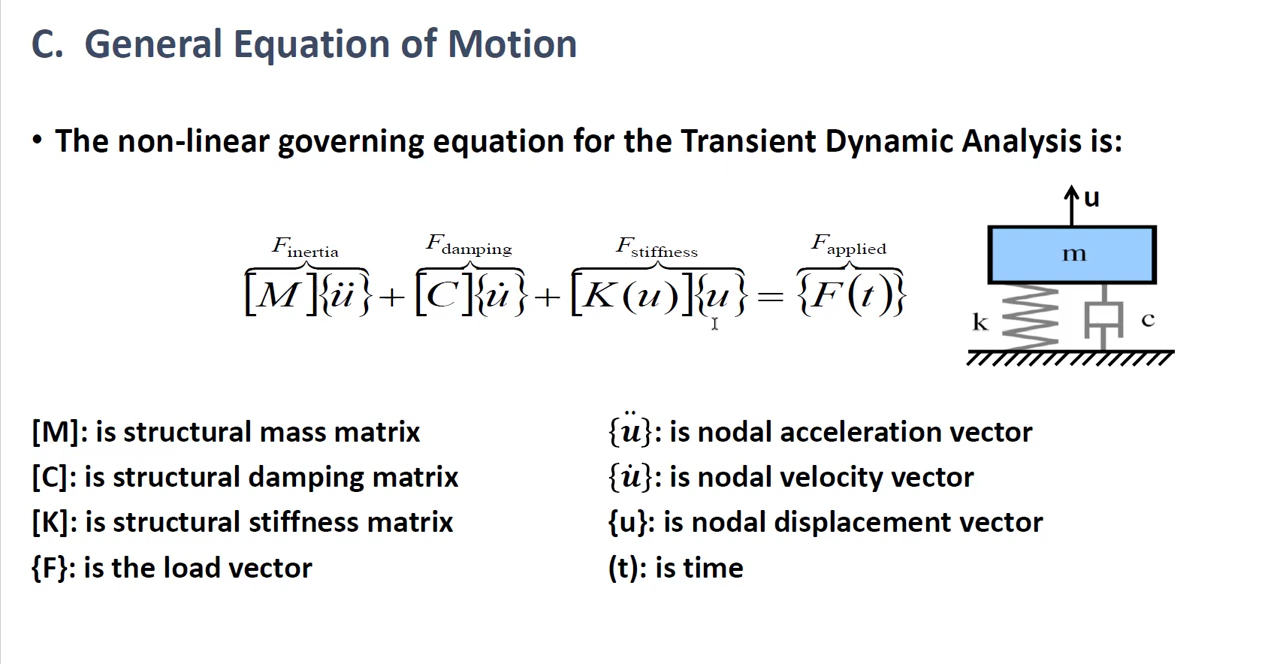 C. General Equation of Motion
• The non-linear governing equation for the Transient Dynamic Analysis is:
F_inertia F_damping F_stiffness F_applied
[M]{ü} + [C]{u̇} + [K(u)]{u} = {F(t)}
u
m
k
c
[M]: is structural mass matrix
[C]: is structural damping matrix
[K]: is structural stiffness matrix
{F}: is the load vector
{ü}: is nodal acceleration vector
{u̇}: is nodal velocity vector
{u}: is nodal displacement vector
(t): is time